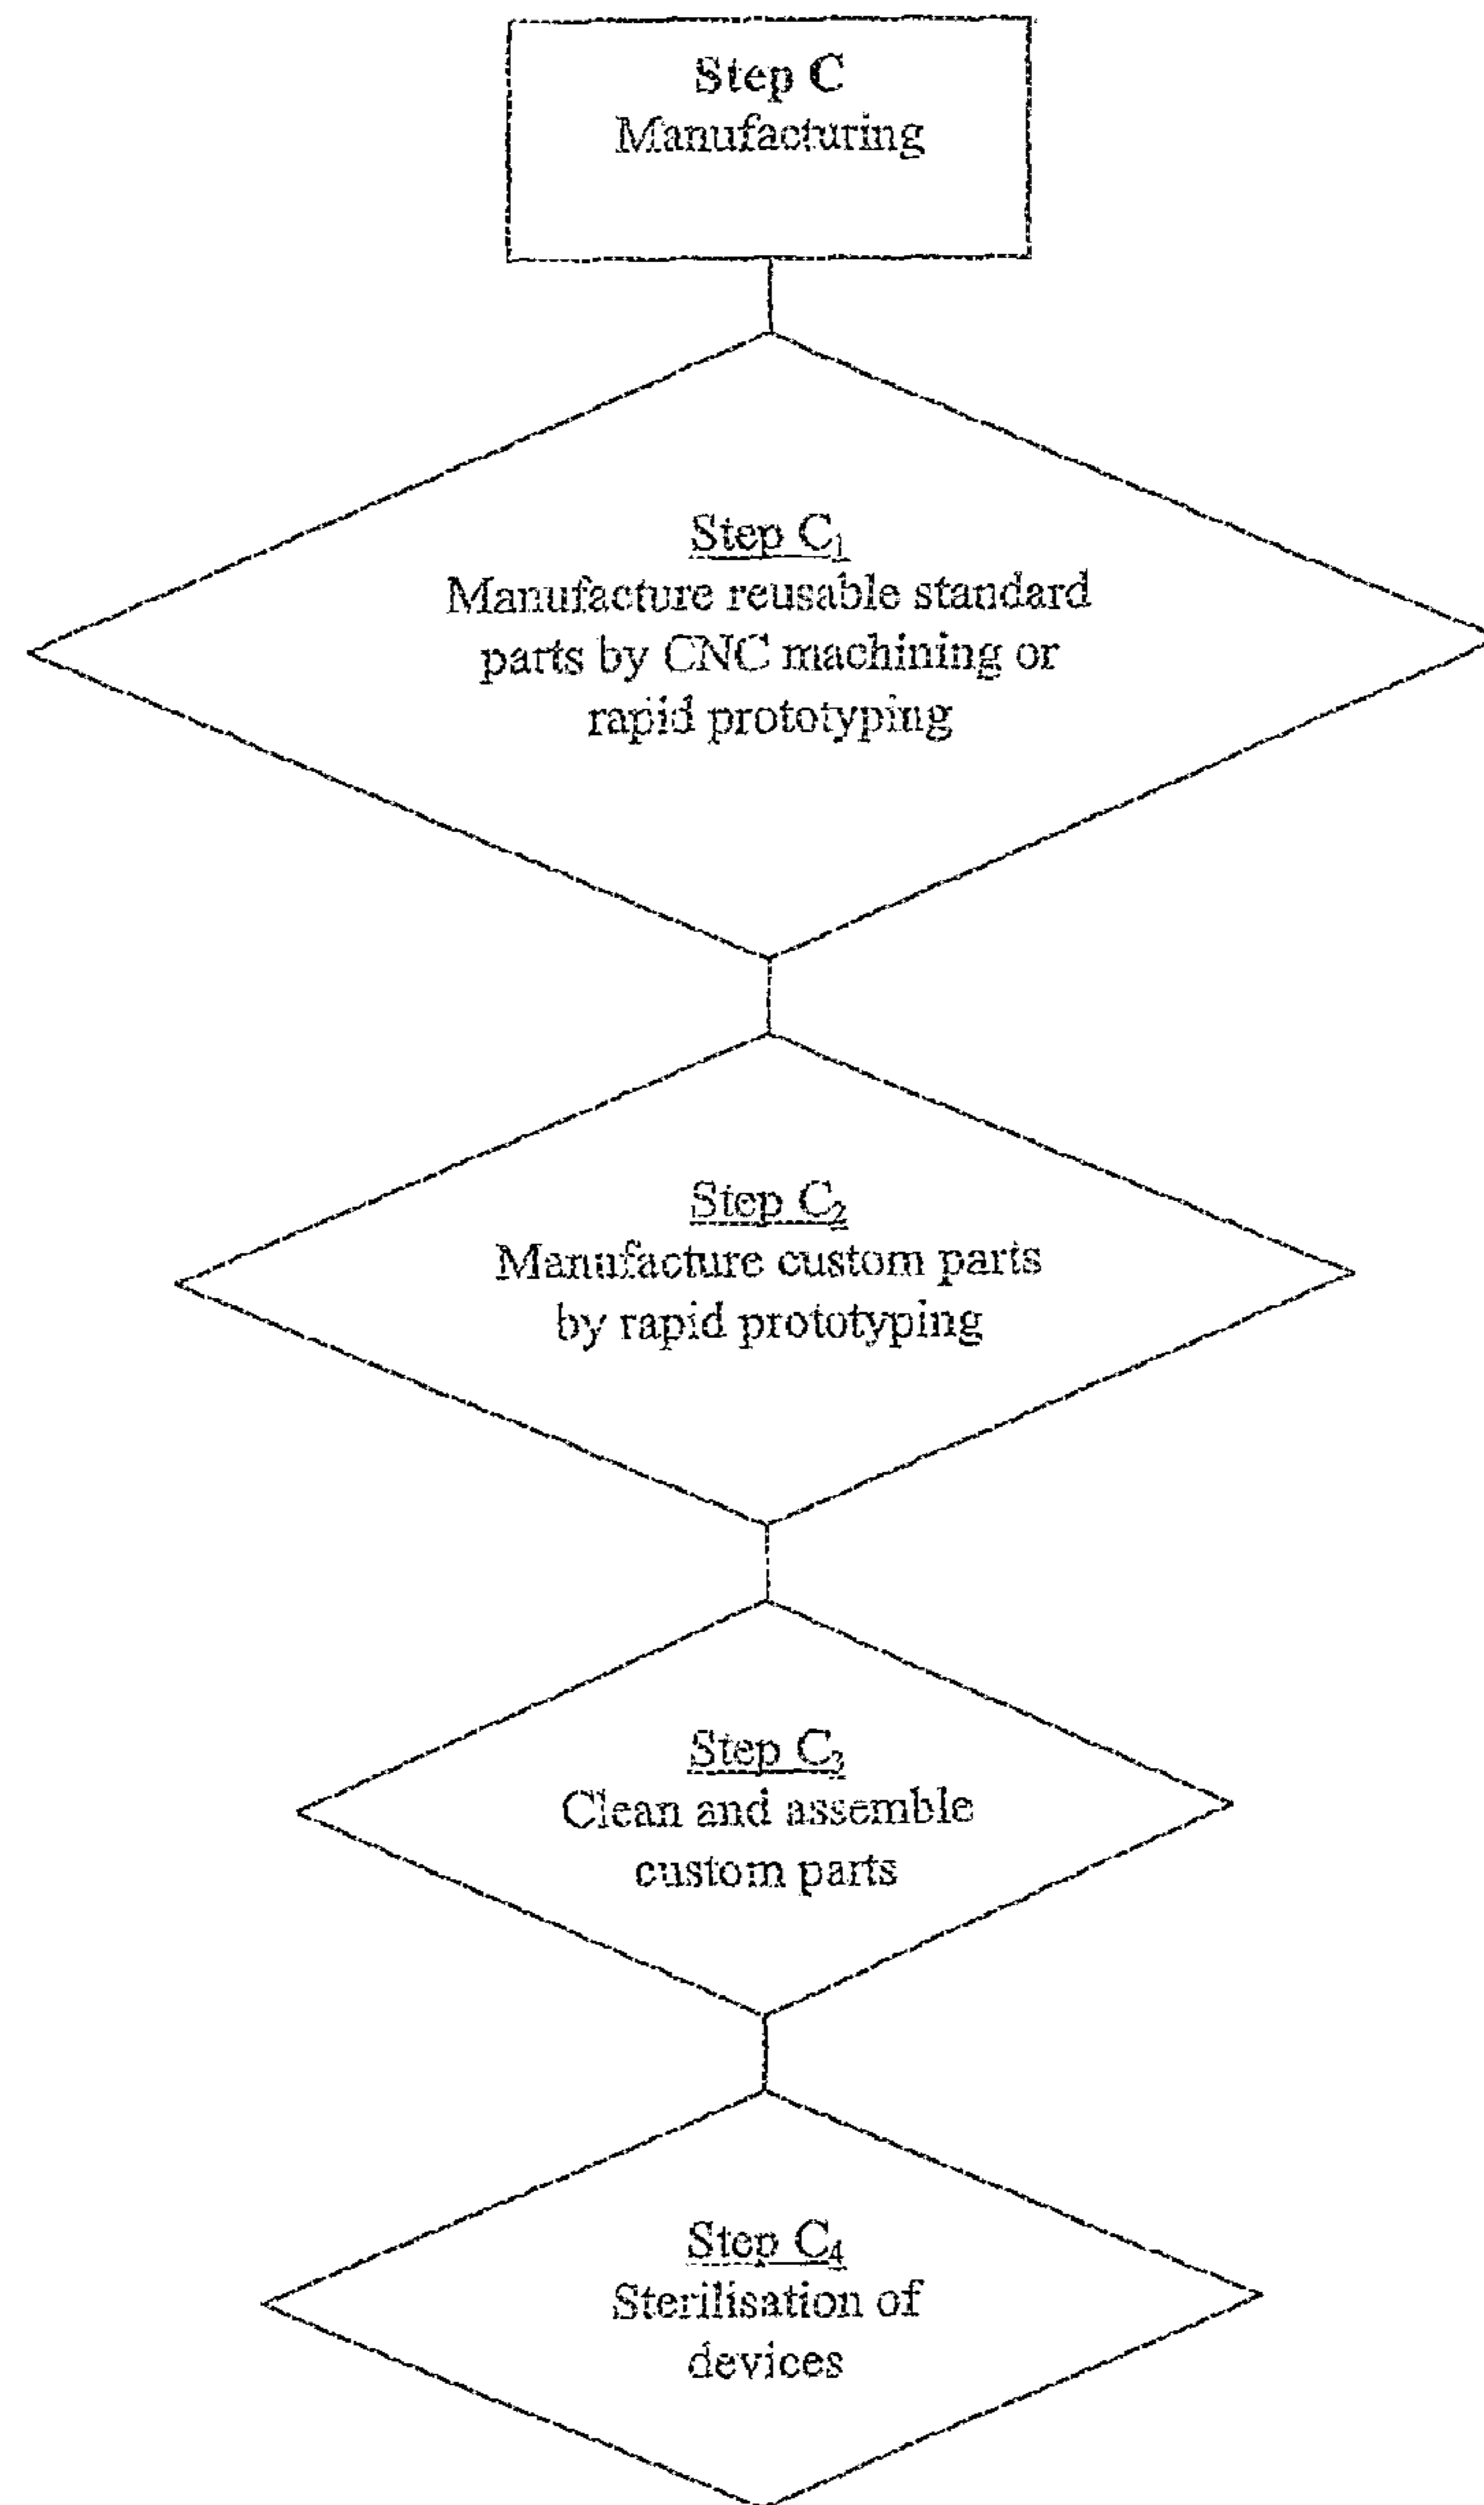 Step C
Manufacturing
Step C₁
Manufacture reusable standard
parts by CNC machining or
rapid prototyping
Step C₂
Manufacture custom parts
by rapid prototyping
Step C₃
Clean and assemble
custom parts
Step C₄
Sterilisation of
devices